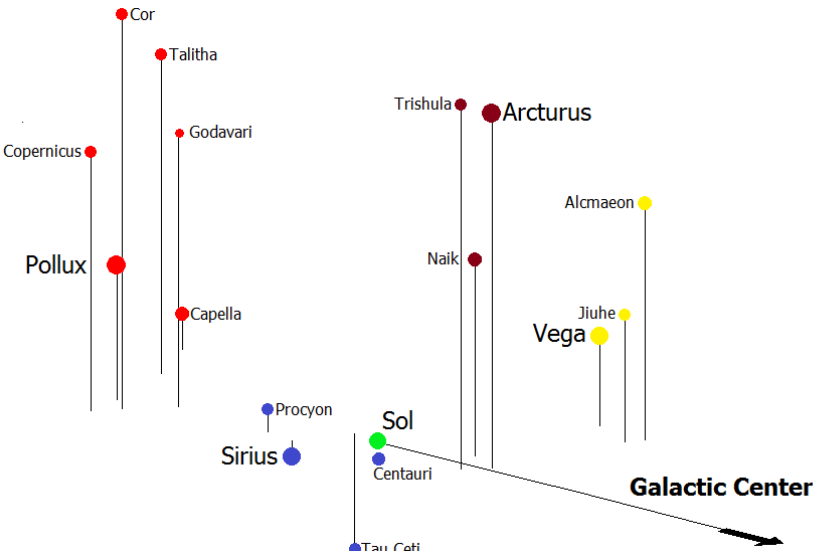 Cor
Talitha
Trishula
Arcturus
Godavari
Copernicus
Alcmaeon
Naik
Pollux
Capella
Jiuhe
Vega
Procyon
Sol
Sirius
Centauri
Galactic Center
Tau Ceti